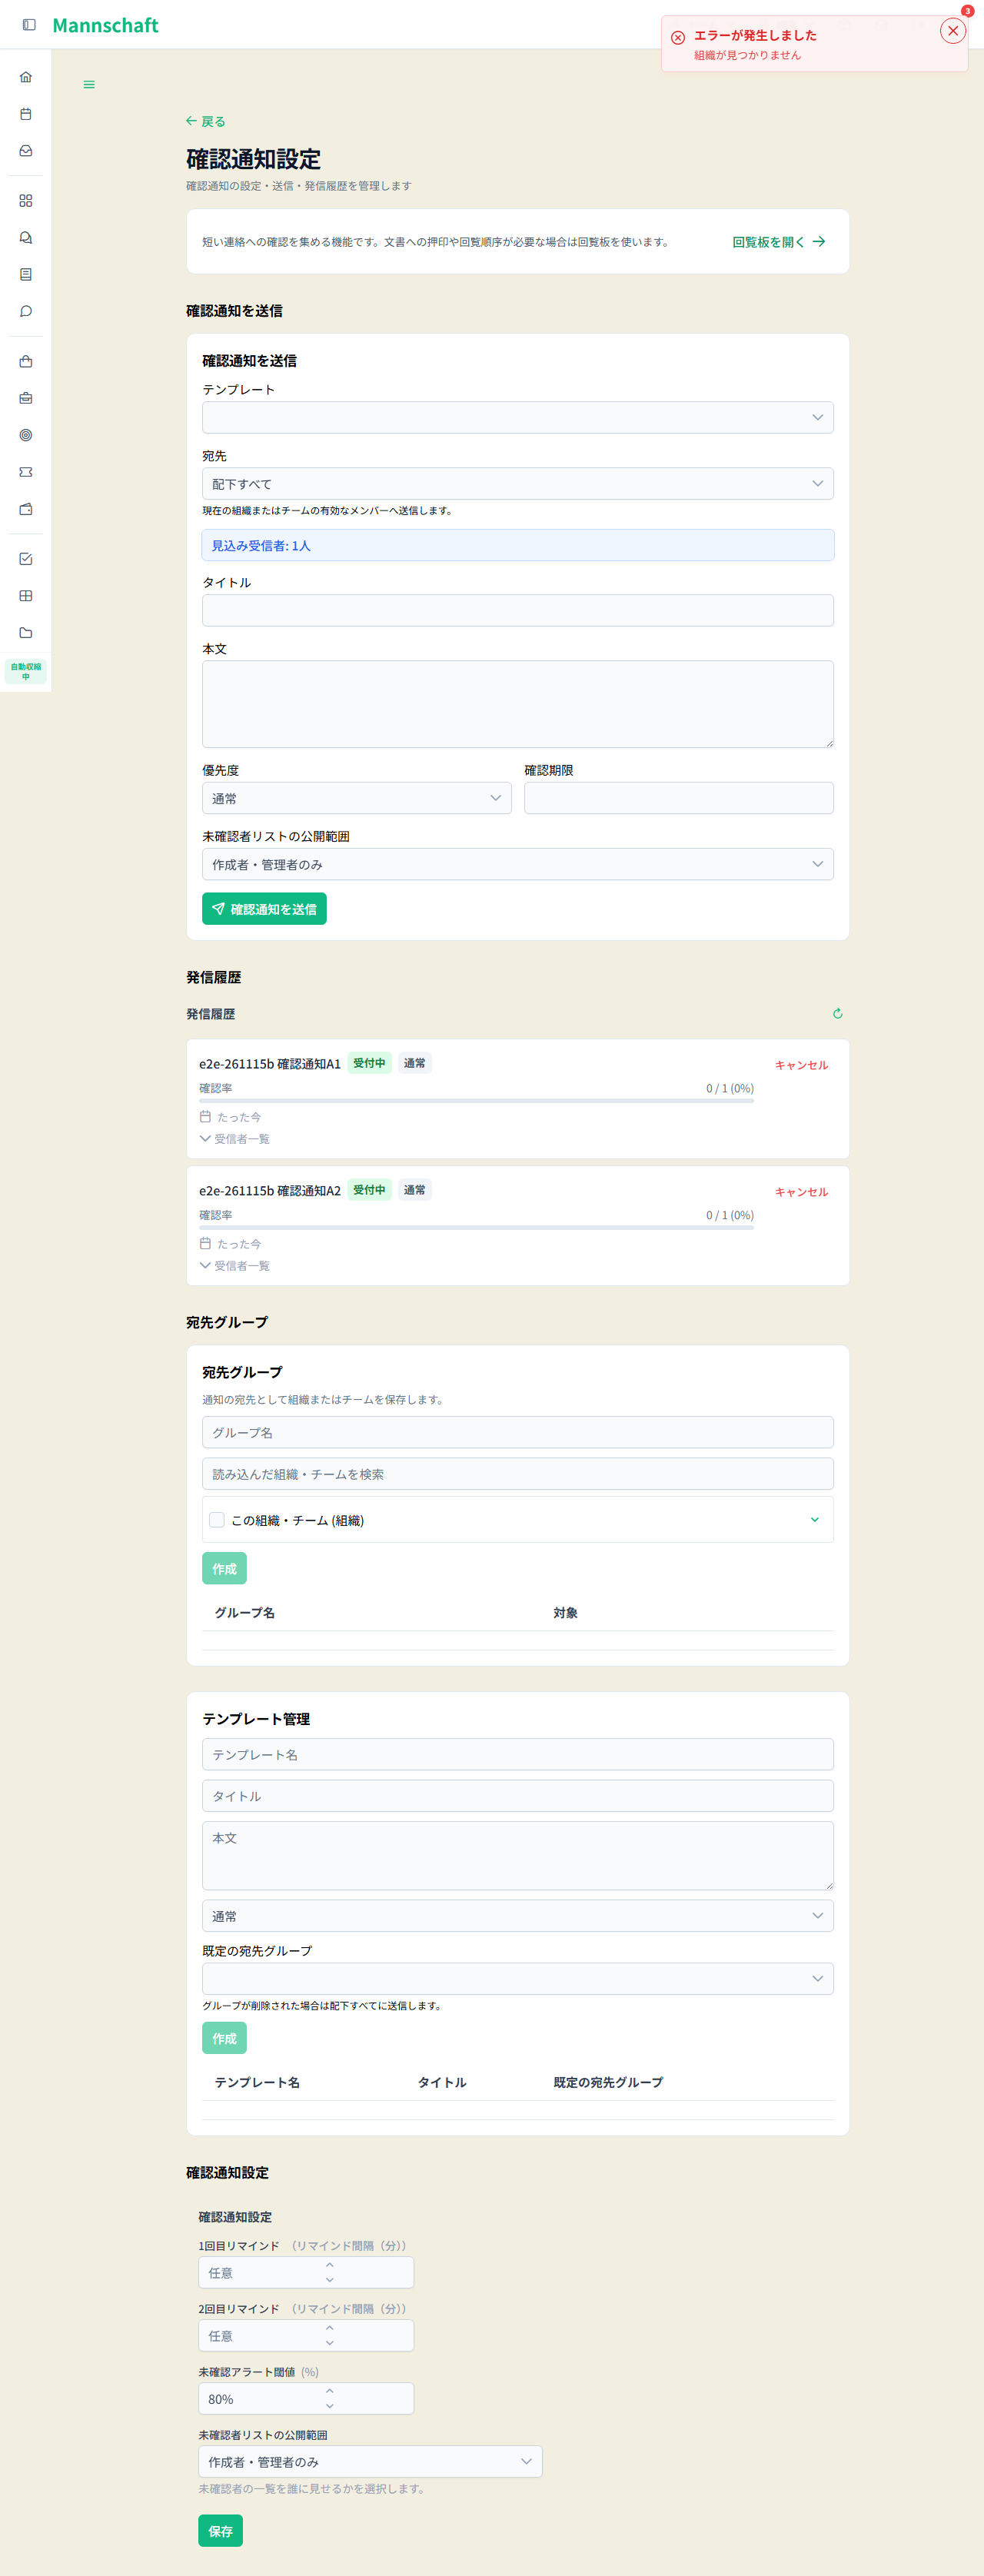 Mannschaft
3
エラーが発生しました
組織が見つかりません
戻る
確認通知設定
確認通知の設定・送信・発信履歴を管理します
短い連絡への確認を集める機能です。文書への押印や回覧順序が必要な場合は回覧板を使います。
回覧板を開く
確認通知を送信
確認通知を送信
テンプレート
宛先
配下すべて
現在の組織またはチームの有効なメンバーへ送信します。
見込み受信者: 1人
タイトル
本文
優先度
確認期限
通常
未確認者リストの公開範囲
作成者・管理者のみ
確認通知を送信
自動収縮
中
発信履歴
発信履歴
e2e-261115b 確認通知A1 受付中 通常
キャンセル
確認率
0 / 1 (0%)
たった今
受信者一覧
e2e-261115b 確認通知A2 受付中 通常
キャンセル
確認率
0 / 1 (0%)
たった今
受信者一覧
宛先グループ
宛先グループ
通知の宛先として組織またはチームを保存します。
グループ名
読み込んだ組織・チームを検索
この組織・チーム (組織)
作成
グループ名
対象
テンプレート管理
テンプレート名
タイトル
本文
通常
既定の宛先グループ
グループが削除された場合は配下すべてに送信します。
作成
テンプレート名
タイトル
既定の宛先グループ
確認通知設定
確認通知設定
1回目リマインド （リマインド間隔（分））
任意
2回目リマインド （リマインド間隔（分））
任意
未確認アラート閾値 (%)
80%
未確認者リストの公開範囲
作成者・管理者のみ
未確認者の一覧を誰に見せるかを選択します。
保存